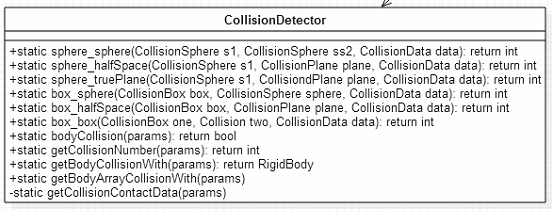 CollisionDetector
+static sphere_sphere(CollisionSphere s1, CollisionSphere ss2, CollisionData data): return int
+static sphere_halfSpace(CollisionSphere s1, CollisionPlane plane, CollisionData data): return int
+static sphere_truePlane(CollisionSphere s1, CollisiondPlane plane, CollisionData data): return int
+static box_sphere(CollisionBox box, CollisionSphere sphere, CollisionData data): return int
+static box_halfSpace(CollisionBox box, CollisionPlane plane, CollisionData data): return int
+static box_box(CollisionBox one, Collision two, CollisionData data): return int
+static bodyCollision(params): return bool
+static getCollisionNumber(params): return int
+static getBodyCollisionWith(params): return RigidBody
+static getBodyArrayCollisionWith(params)
-static getCollisionContactData(params)